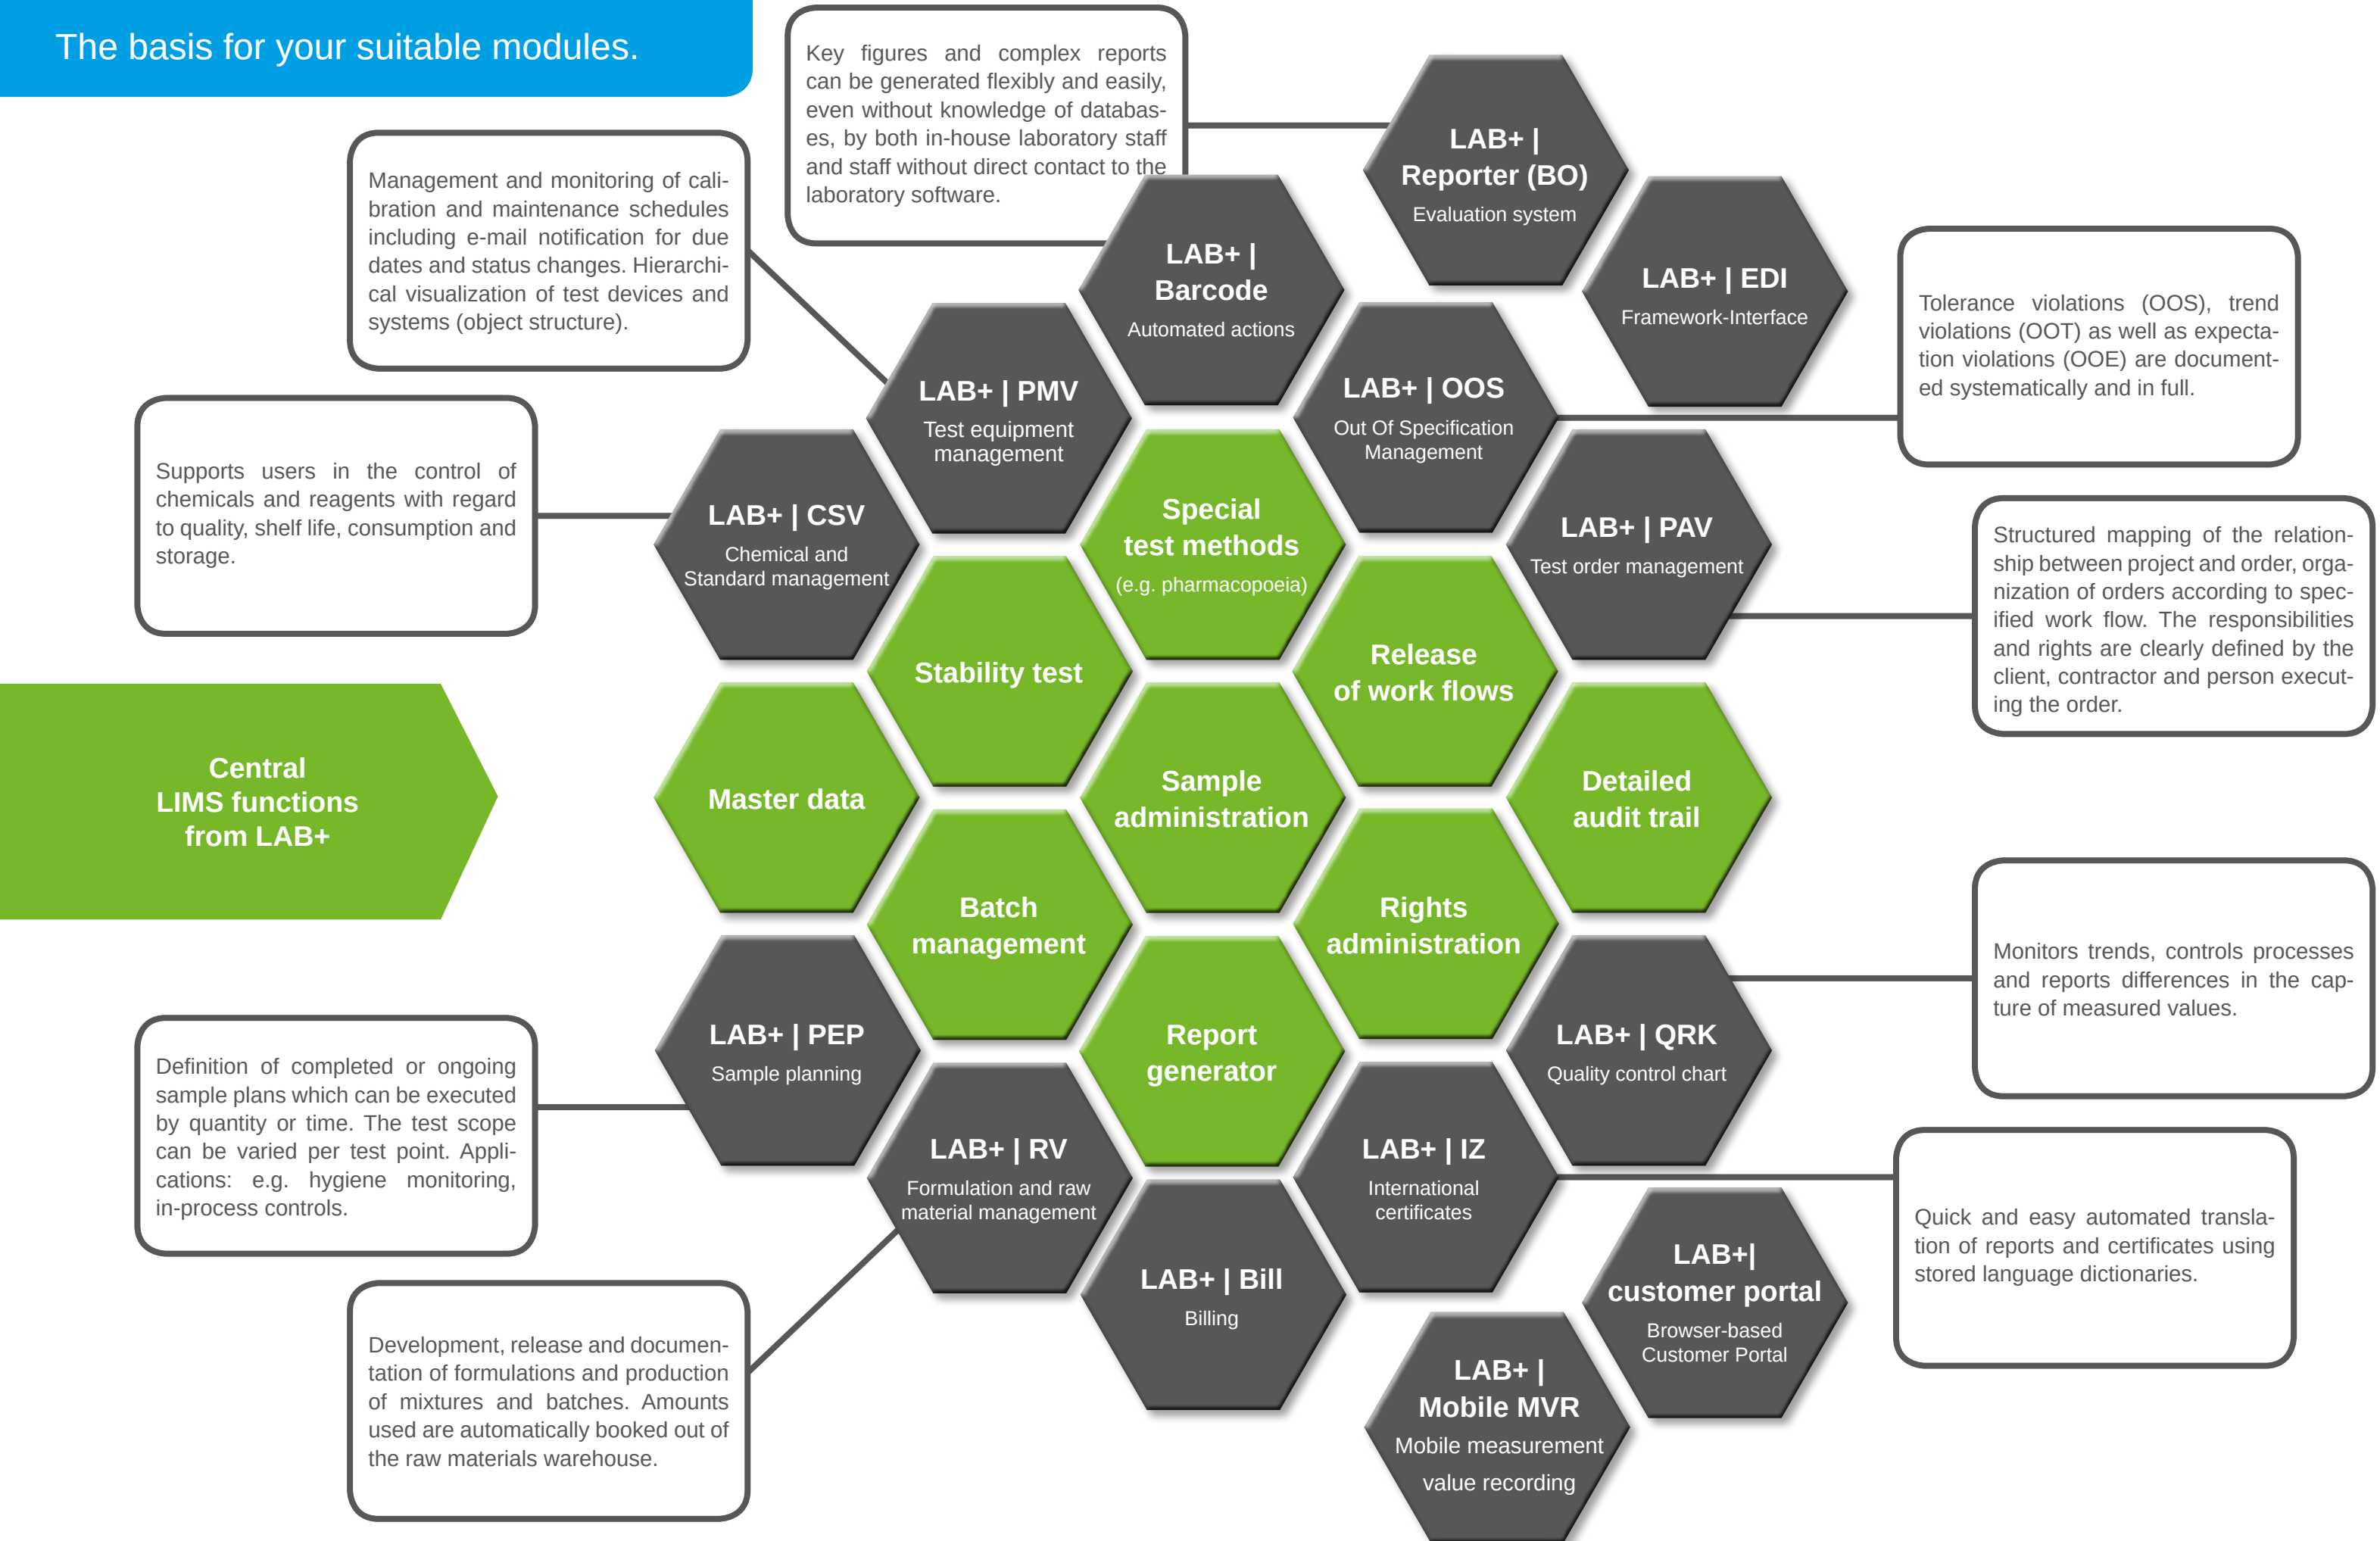 The basis for your suitable modules.
Key figures and complex reports
can be generated flexibly and easily,
even without knowledge of databas-
es, by both in-house laboratory staff
and staff without direct contact to the
laboratory software.
LAB+ |
Reporter (BO)
Evaluation system
Management and monitoring of cali-
bration and maintenance schedules
including e-mail notification for due
dates and status changes. Hierarchi-
cal visualization of test devices and
systems (object structure).
LAB+ |
Barcode
Automated actions
LAB+ | EDI
Framework-Interface
Tolerance violations (OOS), trend
violations (OOT) as well as expecta-
tion violations (OOE) are document-
ed systematically and in full.
LAB+ | PMV
Test equipment
management
LAB+ | OOS
Out Of Specification
Management
Supports users in the control of
chemicals and reagents with regard
to quality, shelf life, consumption and
storage.
LAB+ | CSV
Chemical and
Standard management
Special
test methods
(e.g. pharmacopoeia)
LAB+ | PAV
Test order management
Structured mapping of the relation-
ship between project and order, orga-
nization of orders according to spec-
ified work flow. The responsibilities
and rights are clearly defined by the
client, contractor and person execut-
ing the order.
Stability test
Release
of work flows
Central
LIMS functions
from LAB+
Master data
Sample
administration
Detailed
audit trail
Batch
management
Rights
administration
Monitors trends, controls processes
and reports differences in the cap-
ture of measured values.
Definition of completed or ongoing
sample plans which can be executed
by quantity or time. The test scope
can be varied per test point. Appli-
cations: e.g. hygiene monitoring,
in-process controls.
LAB+ | PEP
Sample planning
Report
generator
LAB+ | QRK
Quality control chart
LAB+ | RV
Formulation and raw
material management
LAB+ | IZ
International
certificates
Quick and easy automated transla-
tion of reports and certificates using
stored language dictionaries.
LAB+ | Bill
Billing
LAB+|
customer portal
Browser-based
Customer Portal
Development, release and documen-
tation of formulations and production
of mixtures and batches. Amounts
used are automatically booked out of
the raw materials warehouse.
LAB+ |
Mobile MVR
Mobile measurement
value recording